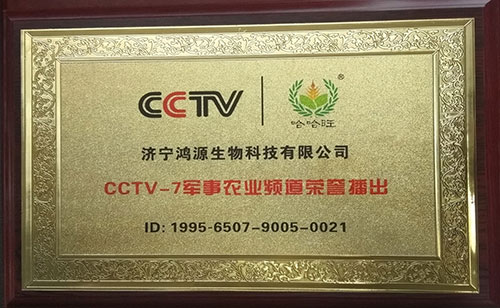 CCTV
®
哈哈旺
济宁鸿源生物科技有限公司
CCTV-7军事农业频道荣誉播出
ID: 1995-6507-9005-0021